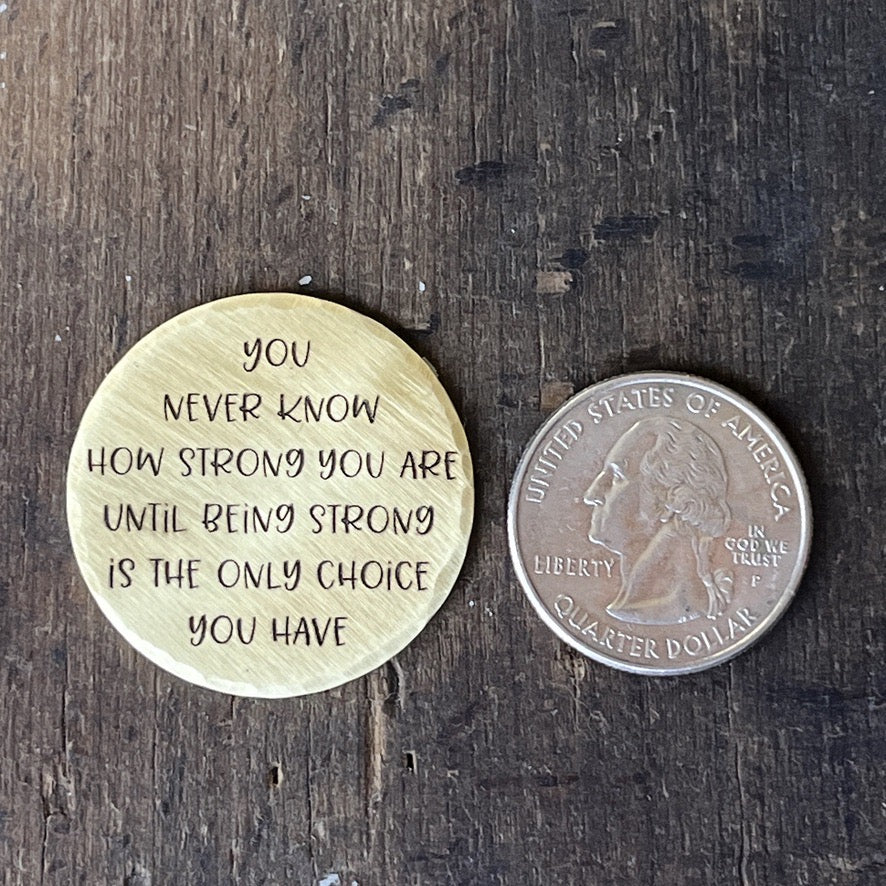 YOU
NEVER KNOW
HOW STRONG YOU ARE
UNTiL BEiNG STRONG
iS THE ONLY CHOiCE
YOU HAVE
UNITED STATES OF AMERICA
LIBERTY
IN
GOD WE
TRUST
P
QUARTER DOLLAR